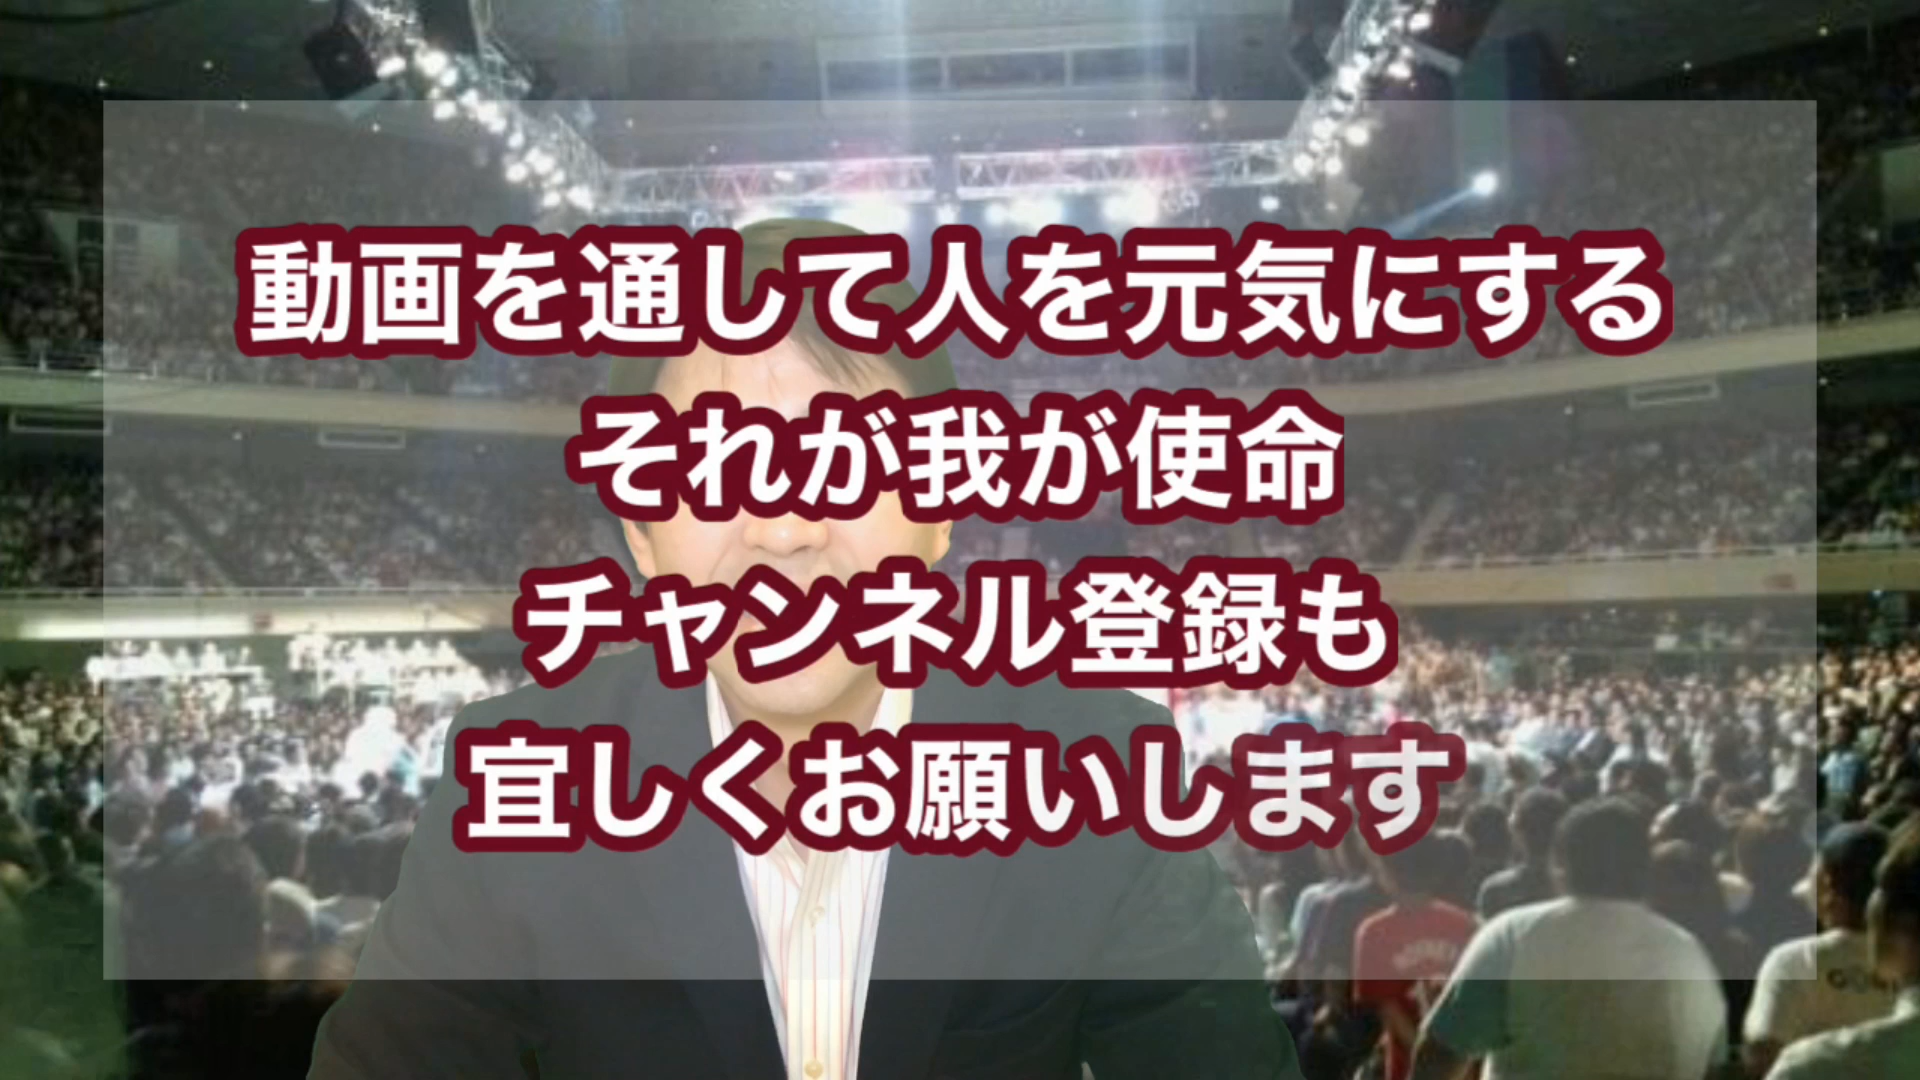 動画を通して人を元気にする
それが我が使命
チャンネル登録も
宜しくお願いします